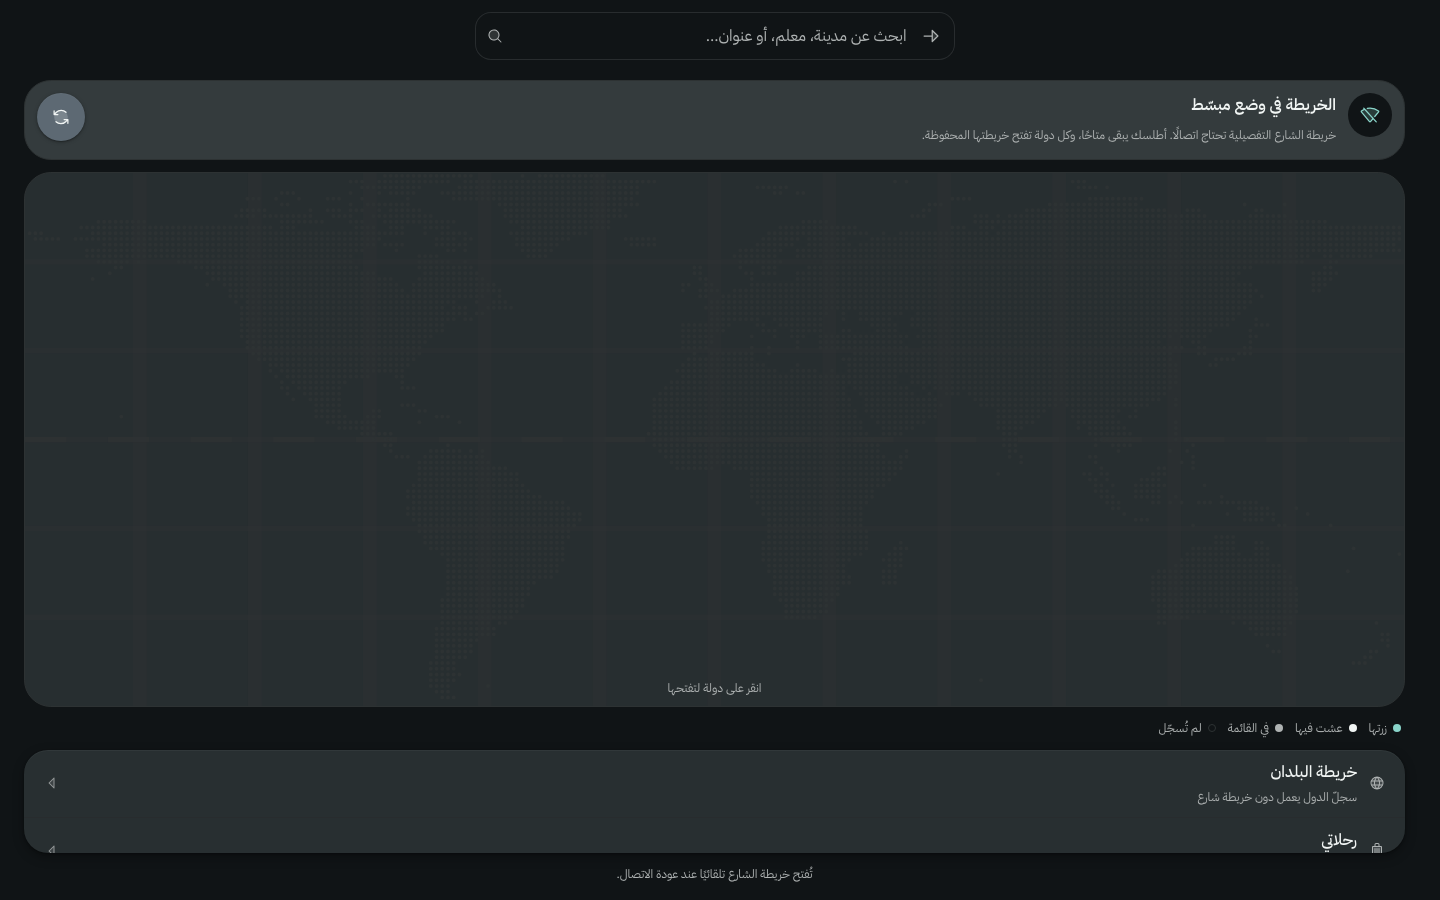 ابحث عن مدينة، معلم، أو عنوان...
الخريطة في وضع مبسّط
خريطة الشارع التفصيلية تحتاج اتصالًا. أطلسك يبقى متاحًا، وكل دولة تفتح خريطتها المحفوظة.
انقر على دولة لتفتحها
زرتها
عشت فيها
في القائمة
لم تُسجّل
خريطة البلدان
سجلّ الدول يعمل دون خريطة شارع
رحلاتي
تُفتح خريطة الشارع تلقائيًا عند عودة الاتصال.